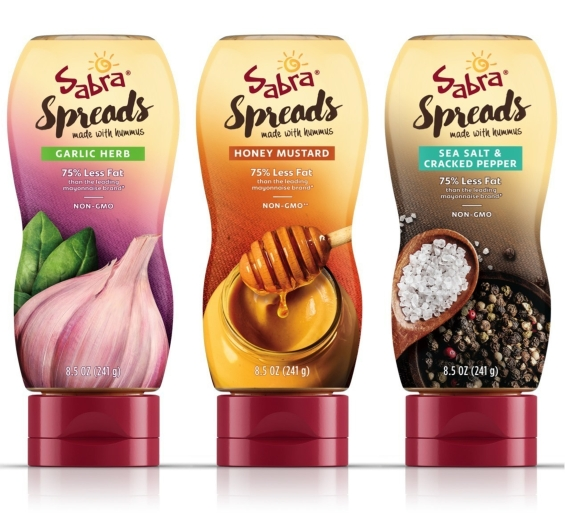 Sabra®
Spreads
made with hummus
GARLIC HERB
75% Less Fat
than the leading
mayonnaise brand*
NON-GMO
8.5 OZ (241 g)
Sabra®
Spreads
made with hummus
HONEY MUSTARD
75% Less Fat
than the leading
mayonnaise brand*
NON-GMO**
8.5 OZ (241 g)
Sabra®
Spreads
made with hummus
SEA SALT &
CRACKED PEPPER
75% Less Fat
than the leading
mayonnaise brand*
NON-GMO
8.5 OZ (241 g)